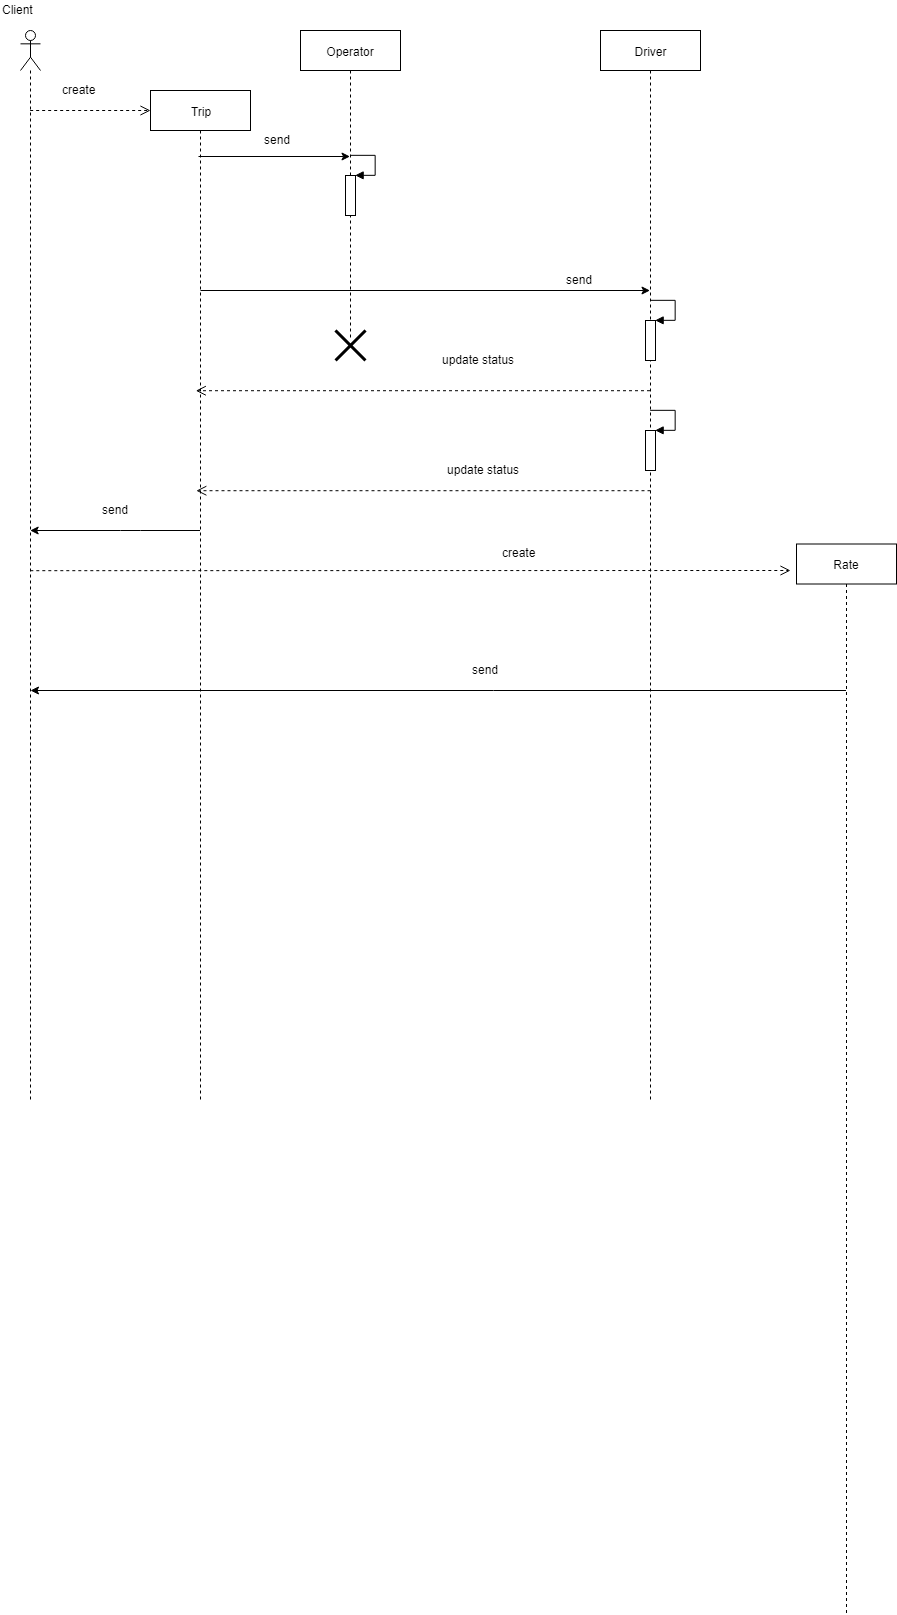 Client
Operator
Driver
create
Trip
send
send
update status
update status
send
create
Rate
send